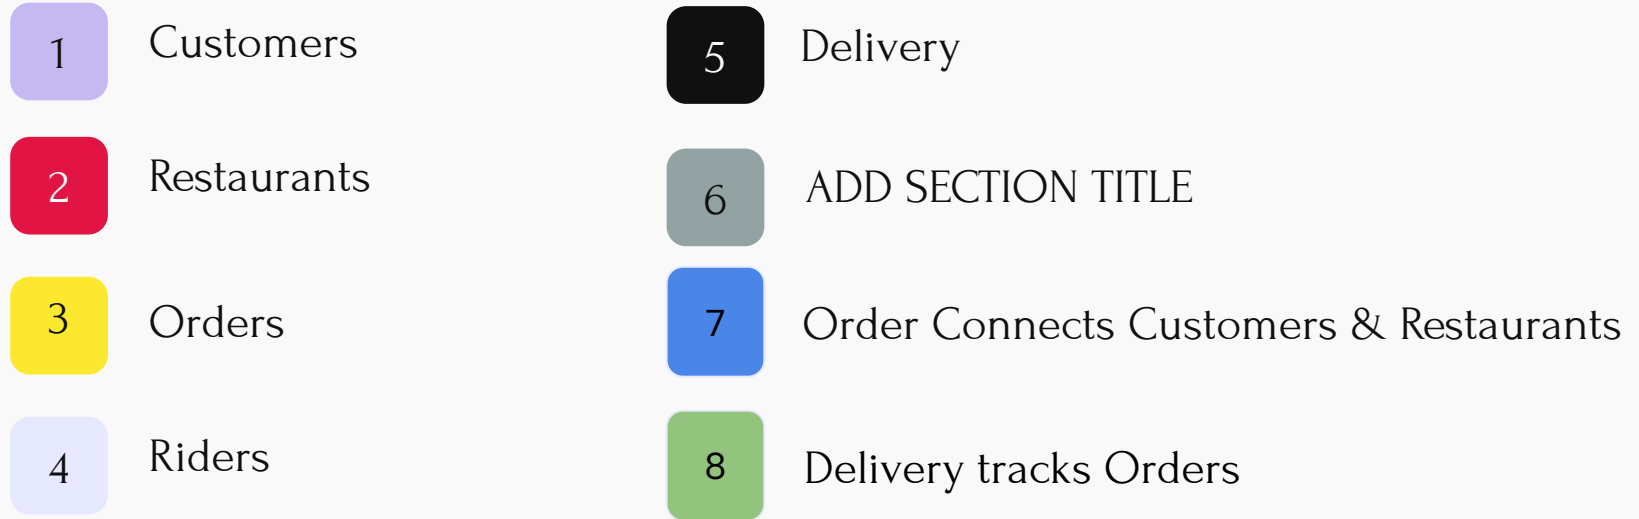 1 Customers
2 Restaurants
3 Orders
4 Riders
5 Delivery
6 ADD SECTION TITLE
7 Order Connects Customers & Restaurants
8 Delivery tracks Orders